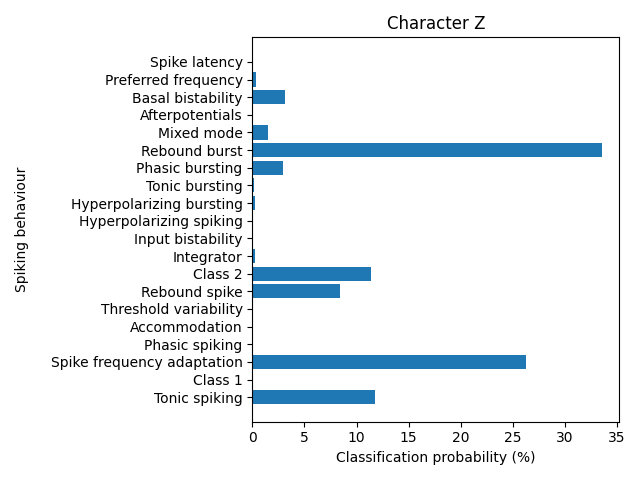 Character Z
Spiking behaviour
Spike latency
Preferred frequency
Basal bistability
Afterpotentials
Mixed mode
Rebound burst
Phasic bursting
Tonic bursting
Hyperpolarizing bursting
Hyperpolarizing spiking
Input bistability
Integrator
Class 2
Rebound spike
Threshold variability
Accommodation
Phasic spiking
Spike frequency adaptation
Class 1
Tonic spiking
0 5 10 15 20 25 30 35
Classification probability (%)